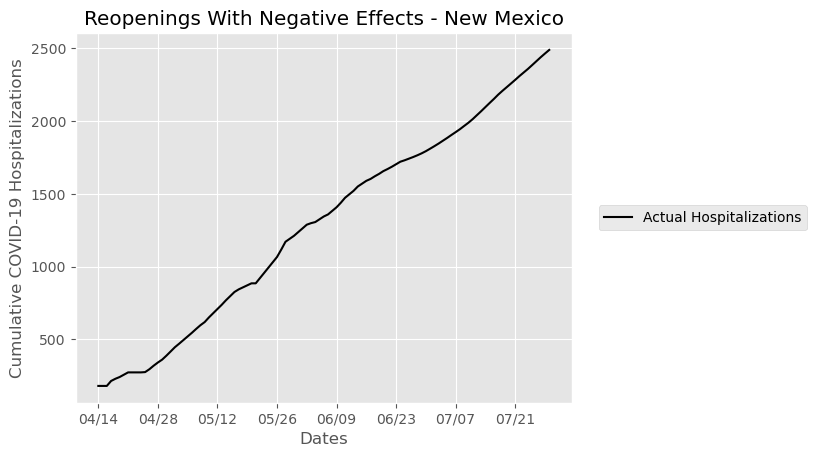 Reopenings With Negative Effects - New Mexico
Cumulative COVID-19 Hospitalizations
2500
2000
1500
1000
500
04/14 04/28 05/12 05/26 06/09 06/23 07/07 07/21
Dates
Actual Hospitalizations